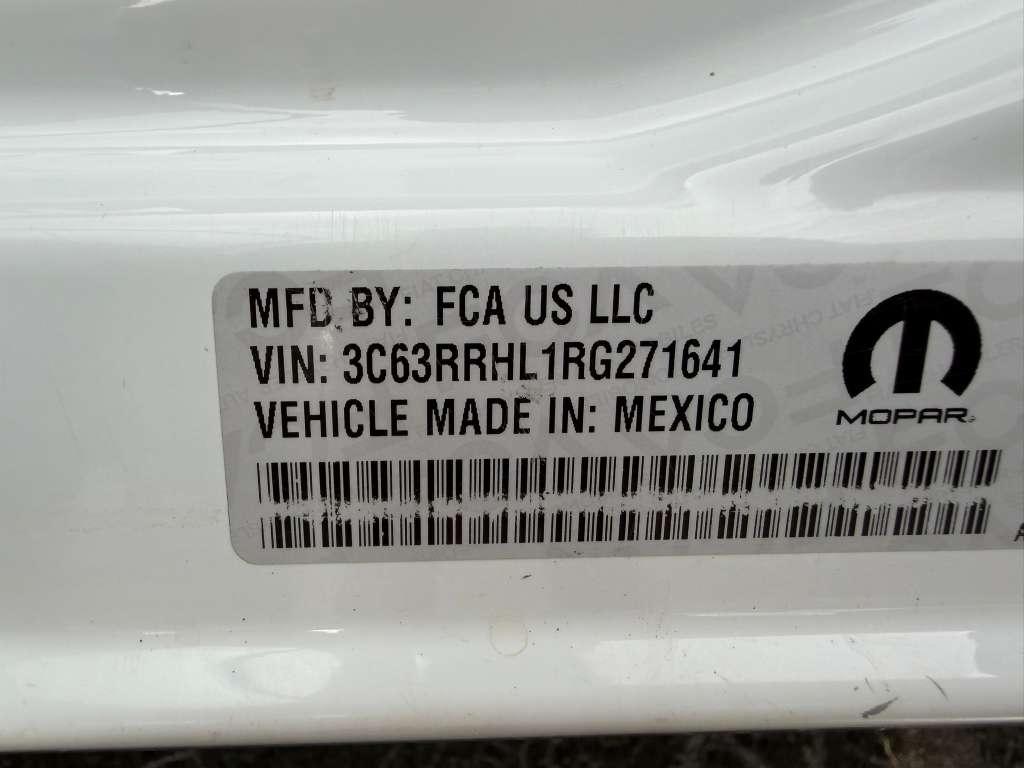 MFD BY: FCA US LLC
VIN: 3C63RRHL1RG271641
VEHICLE MADE IN: MEXICO
MOPAR